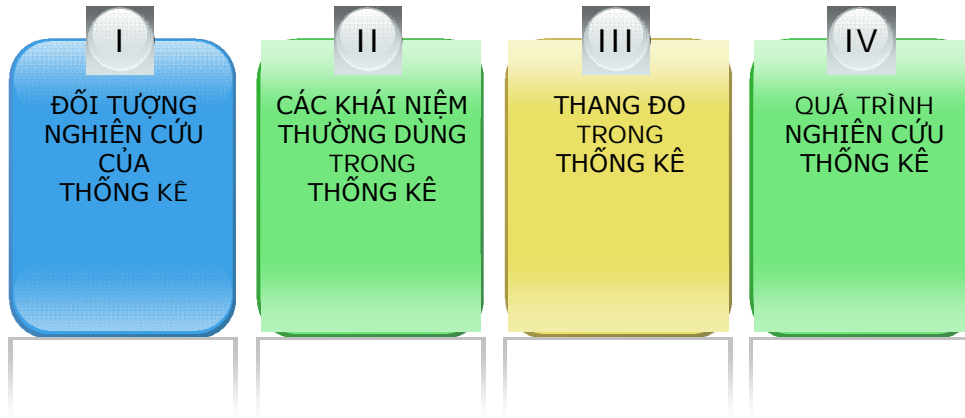 I
ĐỐI TƯỢNG
NGHIÊN CỨU
CỦA
THỐNG KÊ
II
CÁC KHÁI NIỆM
THƯỜNG DÙNG
TRONG
THỐNG KÊ
III
THANG ĐO
TRONG
THỐNG KÊ
IV
QUÁ TRÌNH
NGHIÊN CỨU
THỐNG KÊ